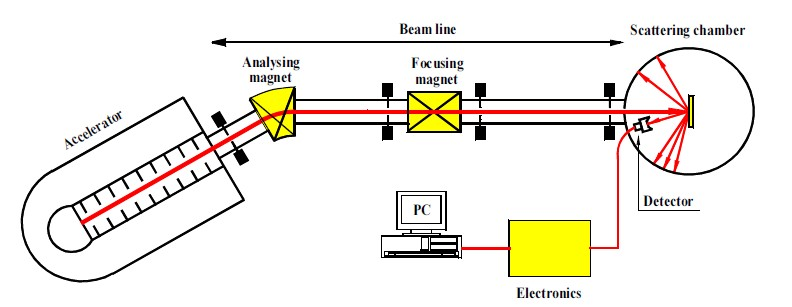 Beam line
Scattering chamber
Analysing
magnet
Focusing
magnet
Accelerator
Detector
PC
Electronics